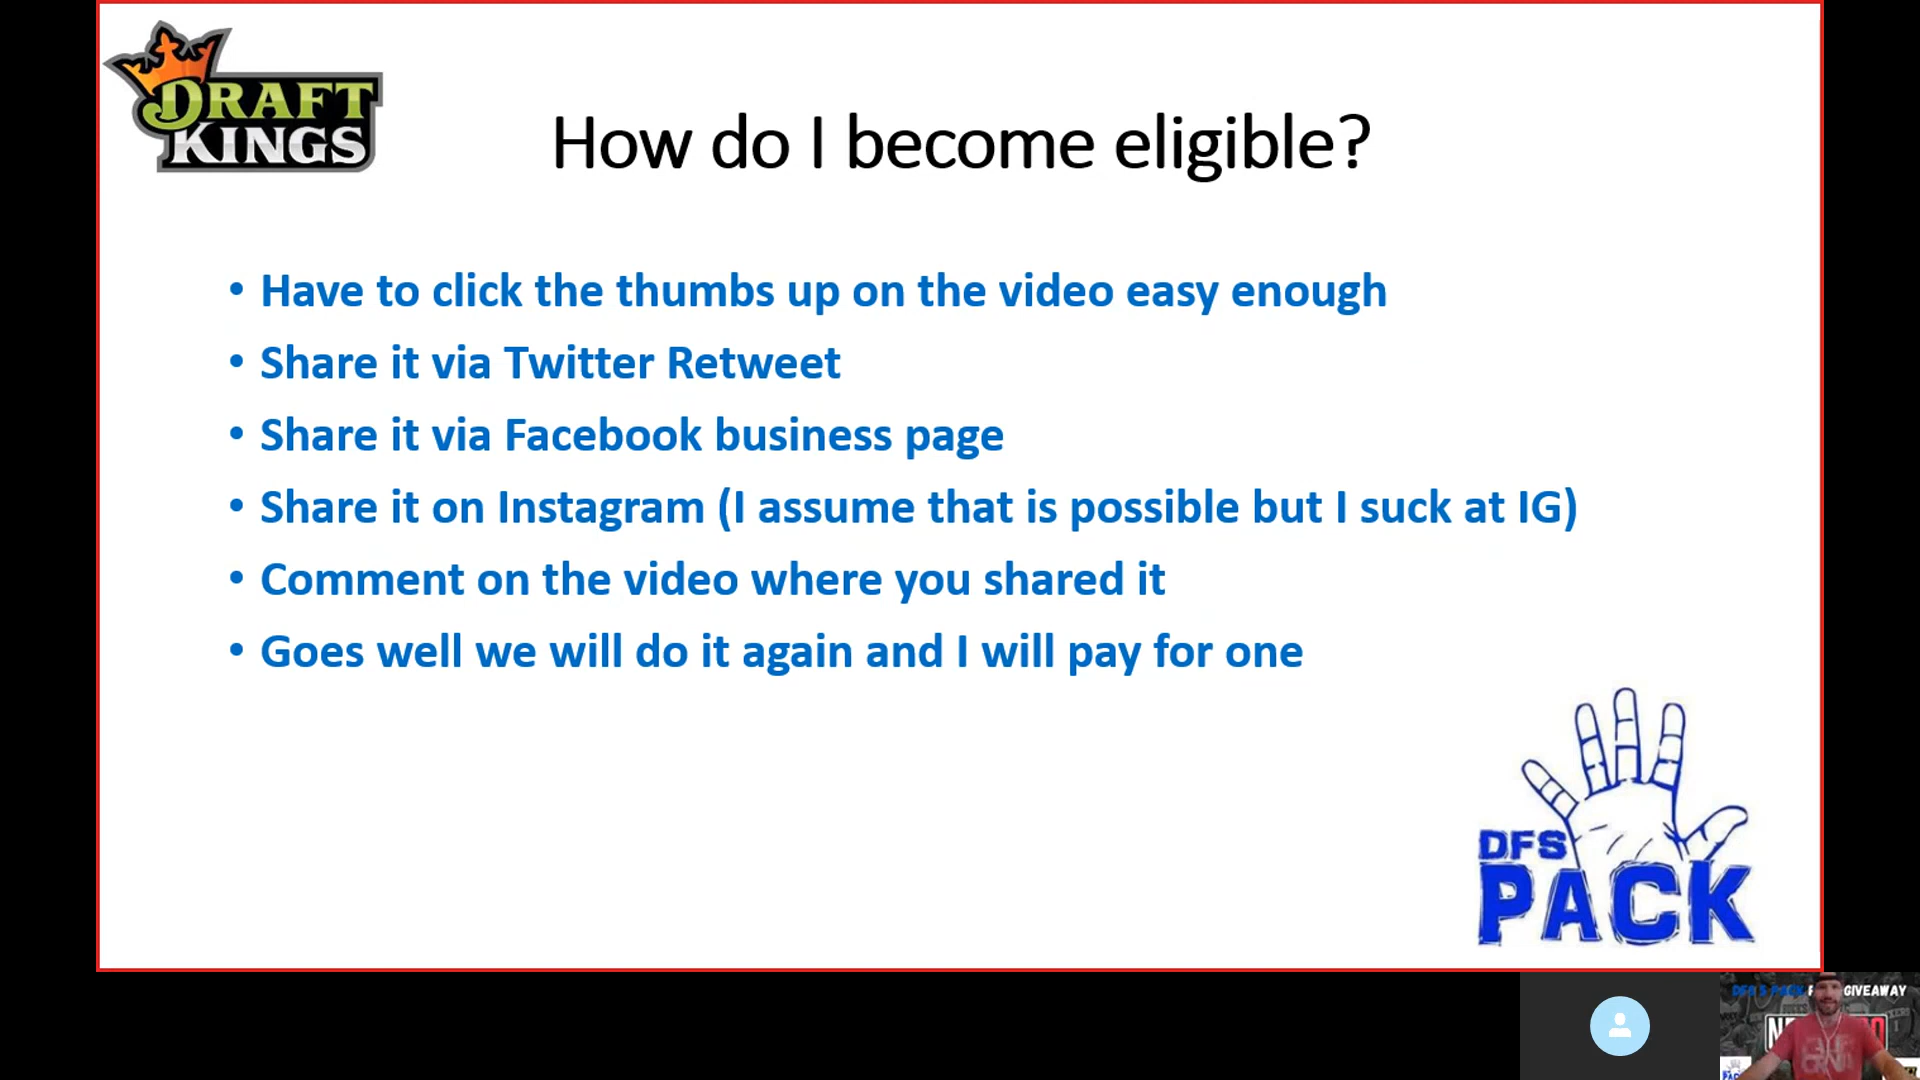 DRAFT
KINGS
How do I become eligible?
• Have to click the thumbs up on the video easy enough
• Share it via Twitter Retweet
• Share it via Facebook business page
• Share it on Instagram (I assume that is possible but I suck at IG)
• Comment on the video where you shared it
• Goes well we will do it again and I will pay for one
DFS
PACK
GIVEAWAY